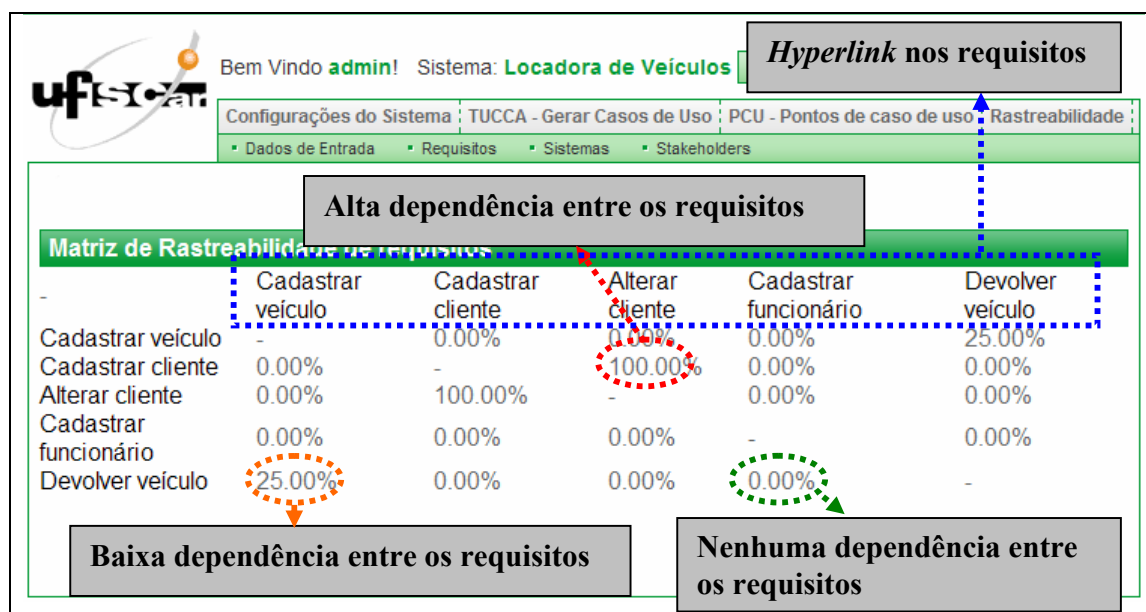 Hyperlink nos requisitos
ufscar
Bem Vindo admin! Sistema: Locadora de Veículos
Configurações do Sistema TUCCA - Gerar Casos de Uso PCU - Pontos de caso de uso Rastreabilidade
Dados de Entrada Requisitos Sistemas Stakeholders
Alta dependência entre os requisitos
Matriz de Rastreabilidade de requisitos
- Cadastrar veículo Cadastrar cliente Alterar cliente Cadastrar funcionário Devolver veículo
Cadastrar veículo - 0.00% 0.00% 0.00% 25.00%
Cadastrar cliente 0.00% - 100.00% 0.00% 0.00%
Alterar cliente 0.00% 100.00% - 0.00% 0.00%
Cadastrar funcionário 0.00% 0.00% 0.00% - 0.00%
Devolver veículo 25.00% 0.00% 0.00% 0.00% -
Baixa dependência entre os requisitos
Nenhuma dependência entre
os requisitos